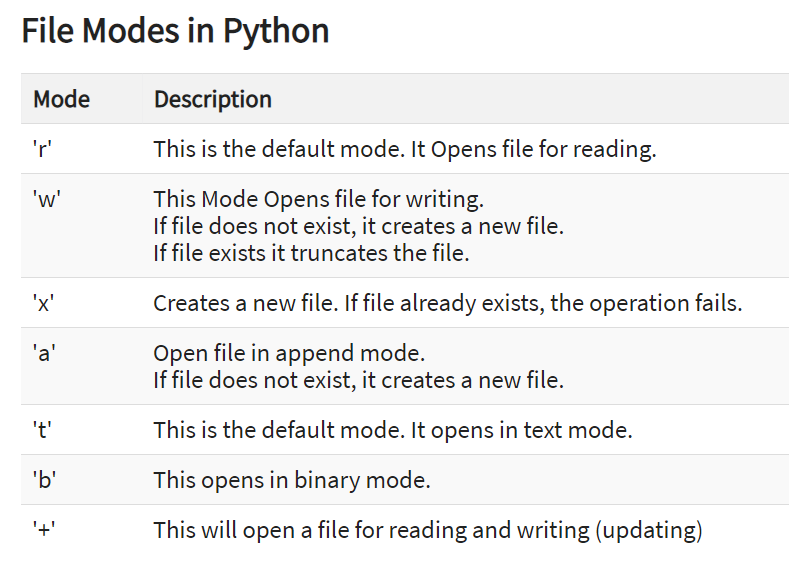 File Modes in Python
Mode Description
'r' This is the default mode. It Opens file for reading.
'w' This Mode Opens file for writing.
If file does not exist, it creates a new file.
If file exists it truncates the file.
'x' Creates a new file. If file already exists, the operation fails.
'a' Open file in append mode.
If file does not exist, it creates a new file.
't' This is the default mode. It opens in text mode.
'b' This opens in binary mode.
'+' This will open a file for reading and writing (updating)